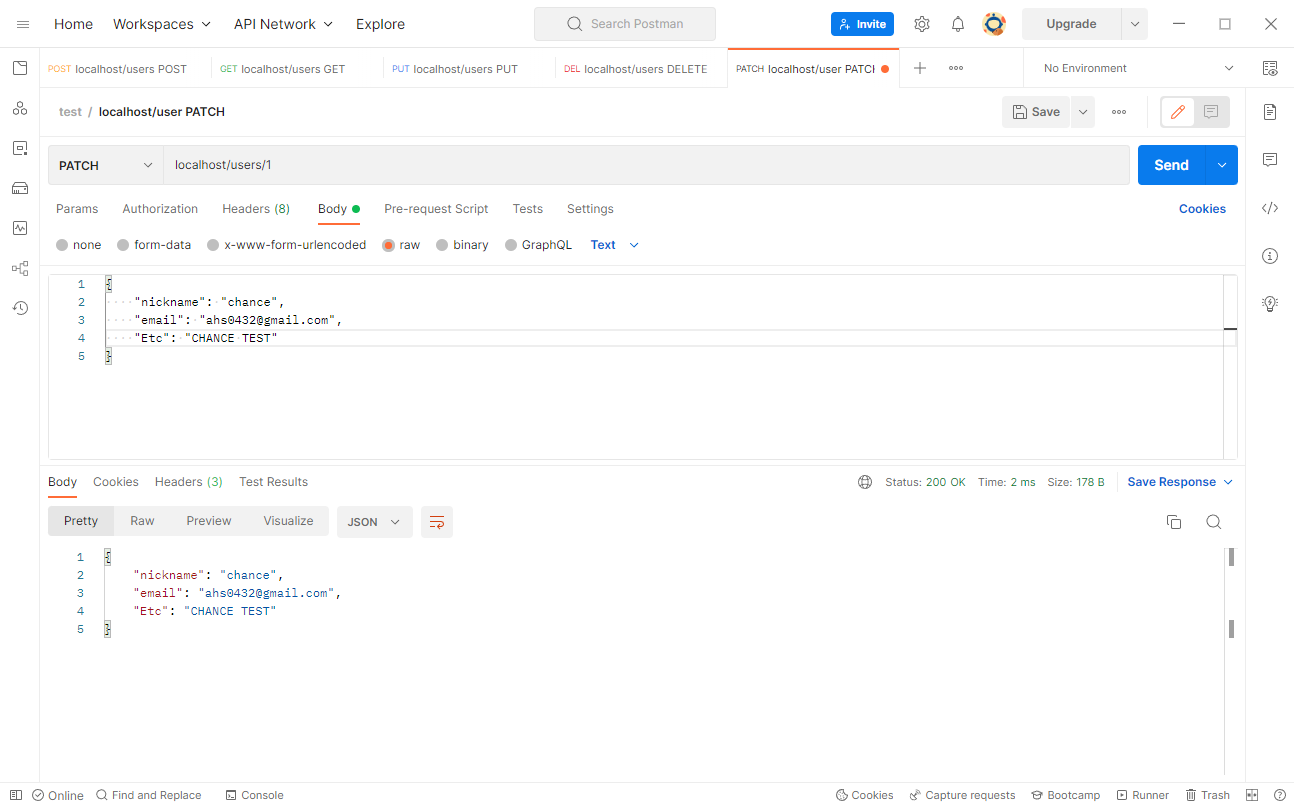 Home Workspaces API Network Explore Search Postman Invite Upgrade
POST localhost/users POST GET localhost/users GET PUT localhost/users PUT DEL localhost/users DELETE PATCH localhost/user PATCH No Environment
test / localhost/user PATCH Save
PATCH localhost/users/1 Send
Params Authorization Headers (8) Body Pre-request Script Tests Settings Cookies
none form-data x-www-form-urlencoded raw binary GraphQL Text
1 {
2 "nickname": "chance",
3 "email": "ahs0432@gmail.com",
4 "Etc": "CHANCE TEST"
5 }
Body Cookies Headers (3) Test Results Status: 200 OK Time: 2 ms Size: 178 B Save Response
Pretty Raw Preview Visualize JSON
1 {
2 "nickname": "chance",
3 "email": "ahs0432@gmail.com",
4 "Etc": "CHANCE TEST"
5 }
Online Find and Replace Console Cookies Capture requests Bootcamp Runner Trash